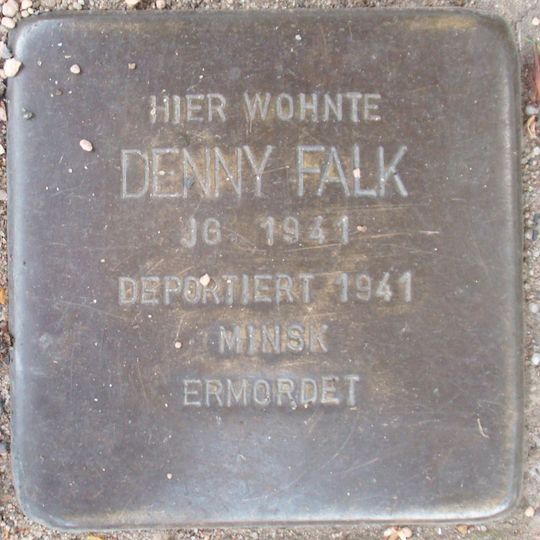 HIER WOHNTE
DENNY FALK
JG. 1941
DEPORTIERT 1941
MINSK
ERMORDET